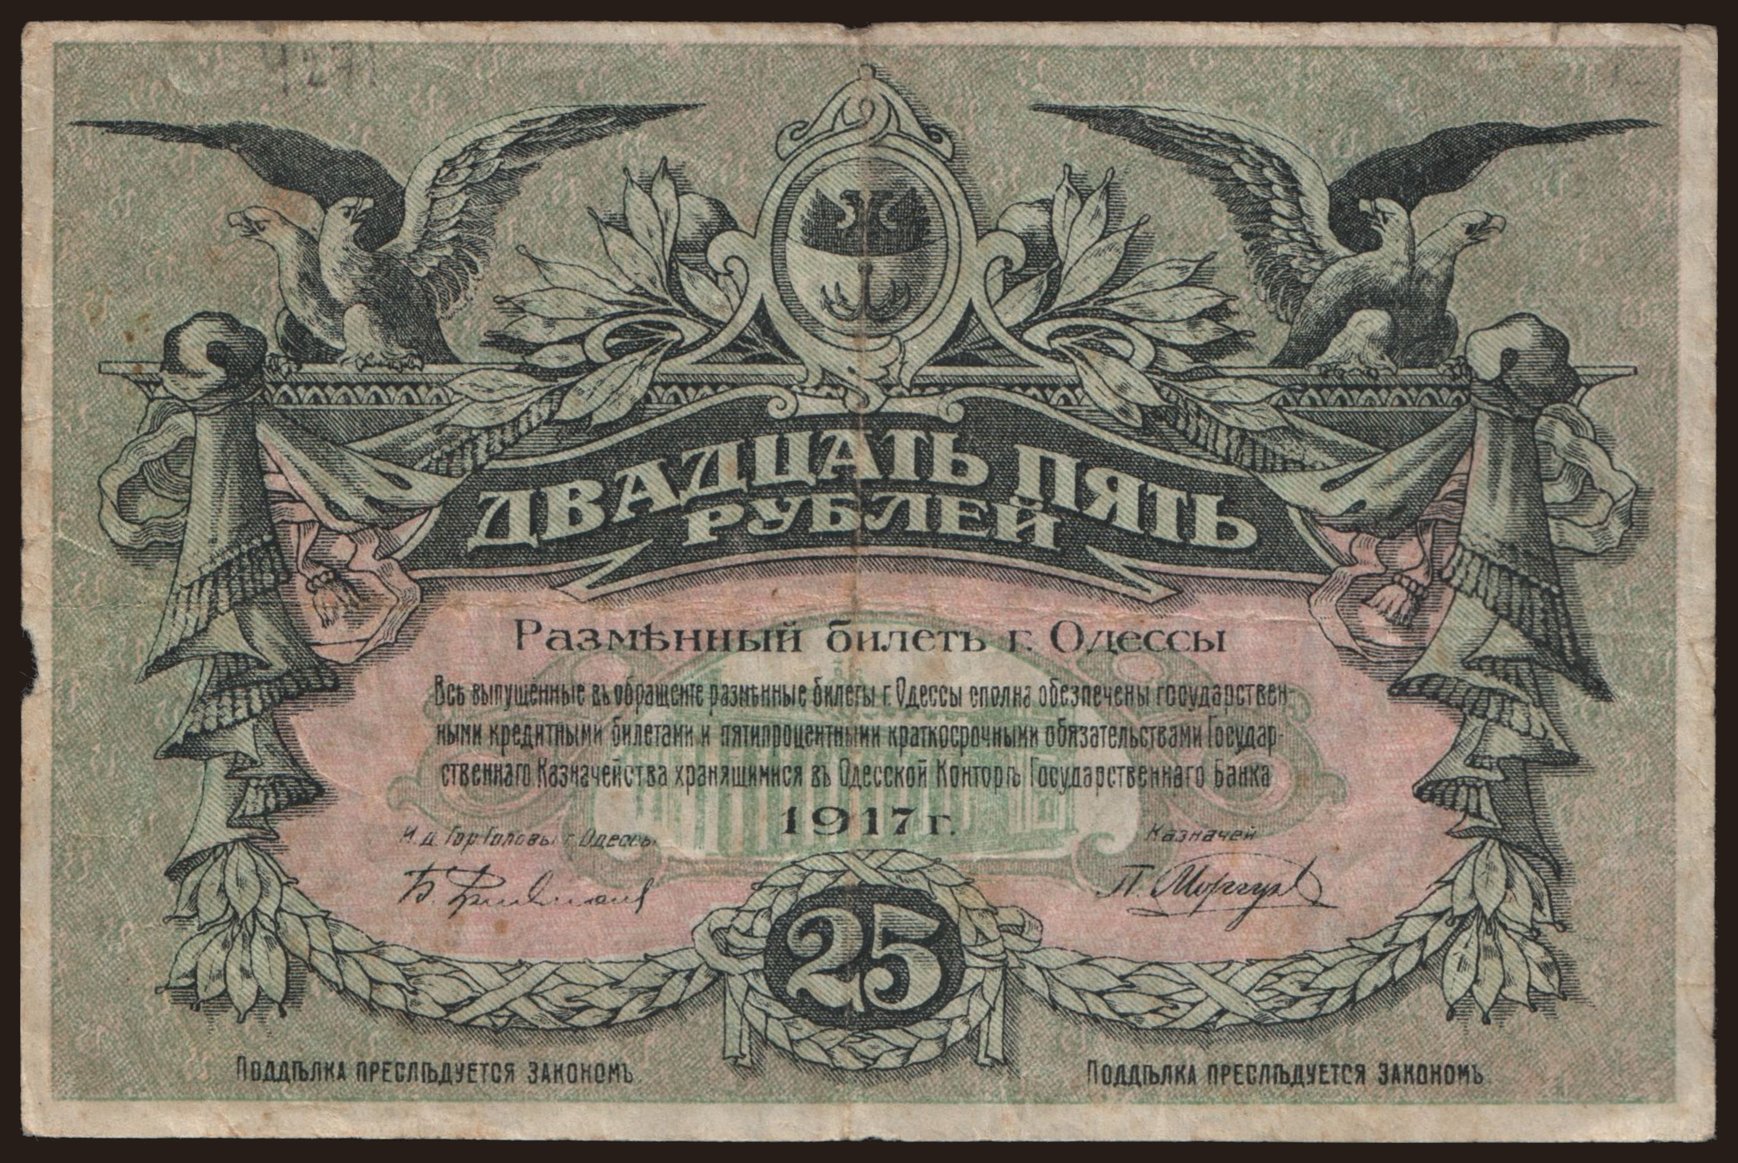 1271
ДВАДЦАТЬ ПЯТЬ
РУБЛЕЙ
Размѣнный билетъ г. Одессы
Всѣ выпущенные въ обращенте размѣнные билеты г. Одессы сполна обезпечены государствен-
ными кредитными билетами и пятипроцентными краткосрочными обязательствами Государ-
ственнаго Казначейства хранящимися въ Одесской Конторѣ Государственнаго Банка
1917 г.
И.д. Гор. Головы г. Одессы Казначей
25
Поддѣлка преслѣдуется закономъ. Поддѣлка преслѣдуется закономъ.